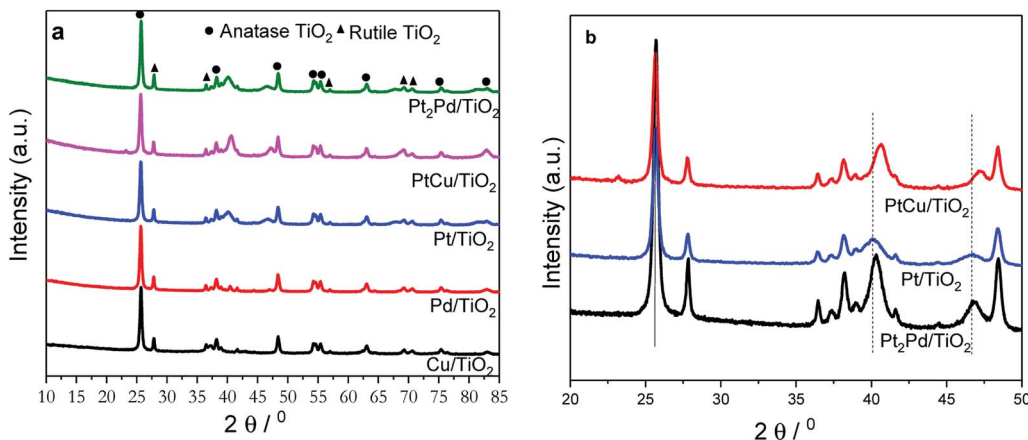 a
● Anatase TiO2 ▲ Rutile TiO2
Pt2Pd/TiO2
PtCu/TiO2
Pt/TiO2
Pd/TiO2
Cu/TiO2
Intensity (a.u.)
10 15 20 25 30 35 40 45 50 55 60 65 70 75 80 85
2 θ / 0
b
PtCu/TiO2
Pt/TiO2
Pt2Pd/TiO2
Intensity (a.u.)
20 25 30 35 40 45 50
2 θ / 0